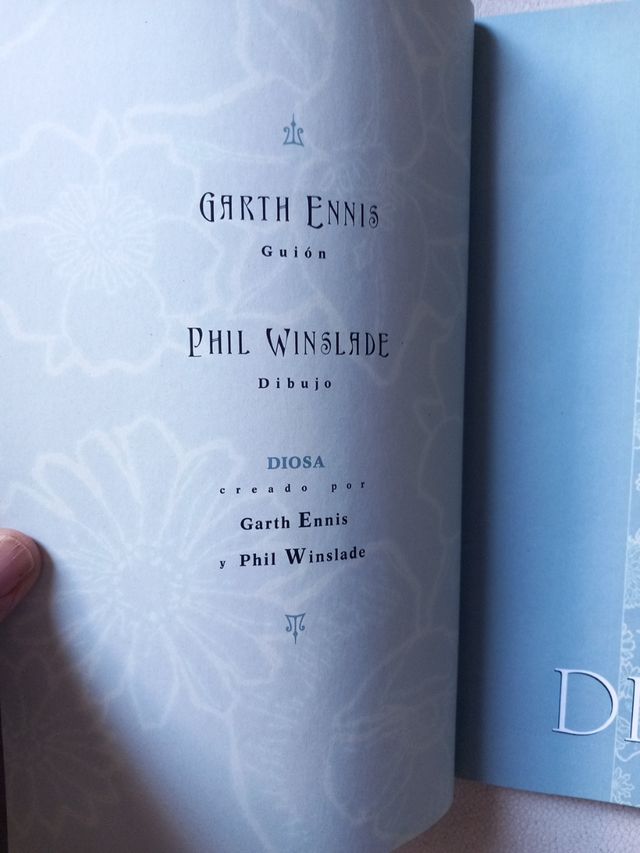 GARTH ENNIS
Guión
PHIL WINSLADE
Dibujo
DIOSA
creado por
Garth Ennis
y Phil Winslade